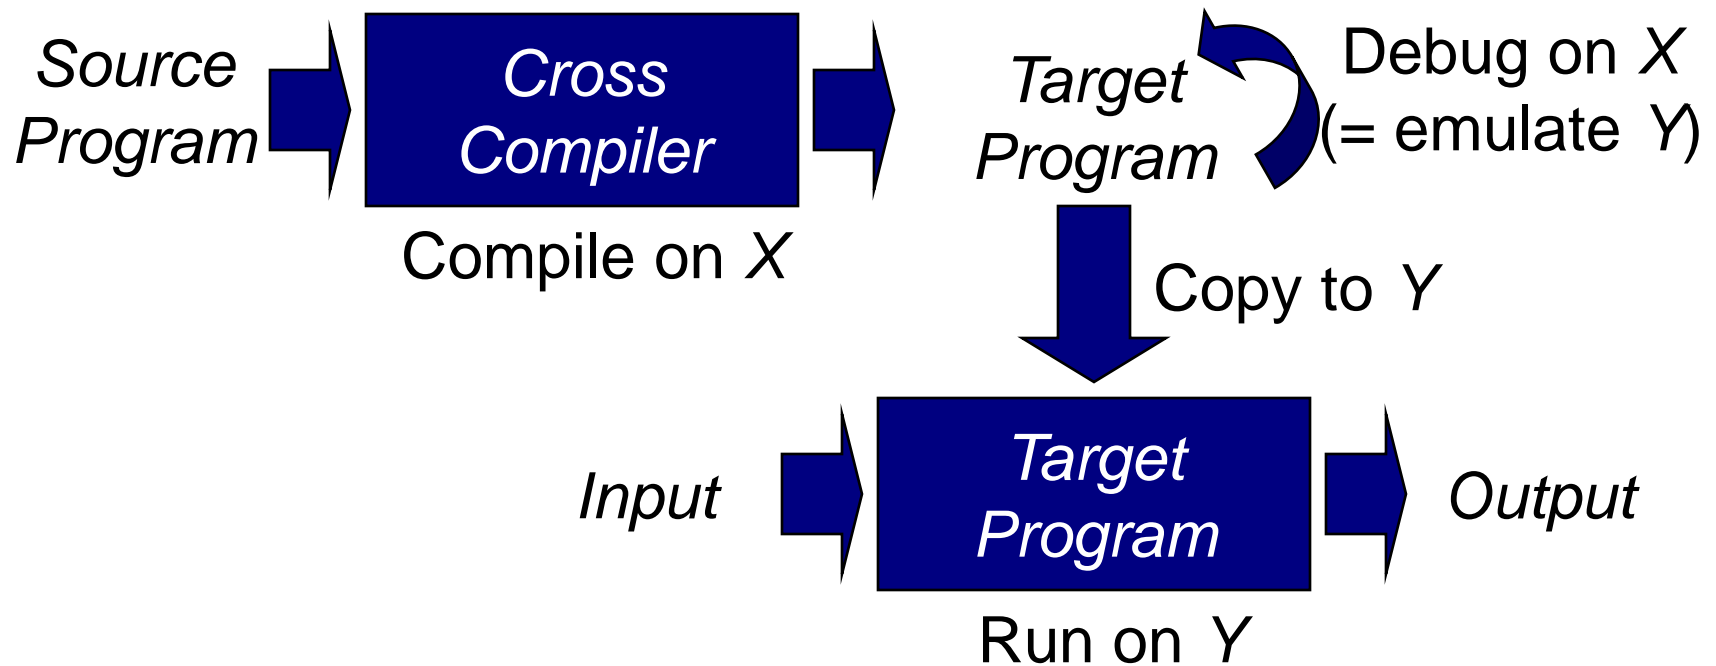 Source
Program
Cross
Compiler
Compile on X
Target
Program
Debug on X
(= emulate Y)
Copy to Y
Input
Target
Program
Output
Run on Y